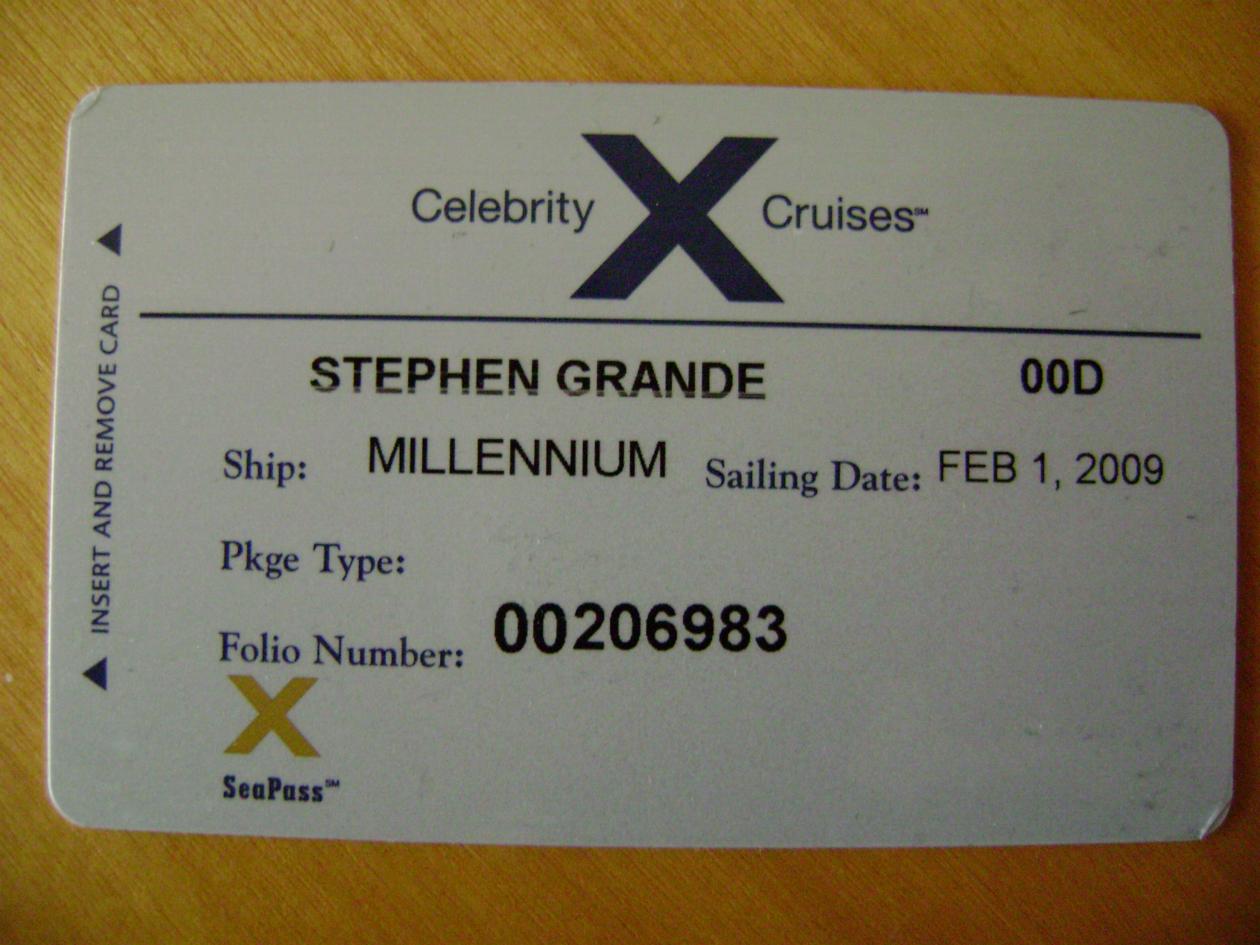 Celebrity X Cruises℠
STEPHEN GRANDE 00D
Ship: MILLENNIUM Sailing Date: FEB 1, 2009
Pkge Type:
Folio Number: 00206983
X
SeaPass℠
▲ INSERT AND REMOVE CARD ▲